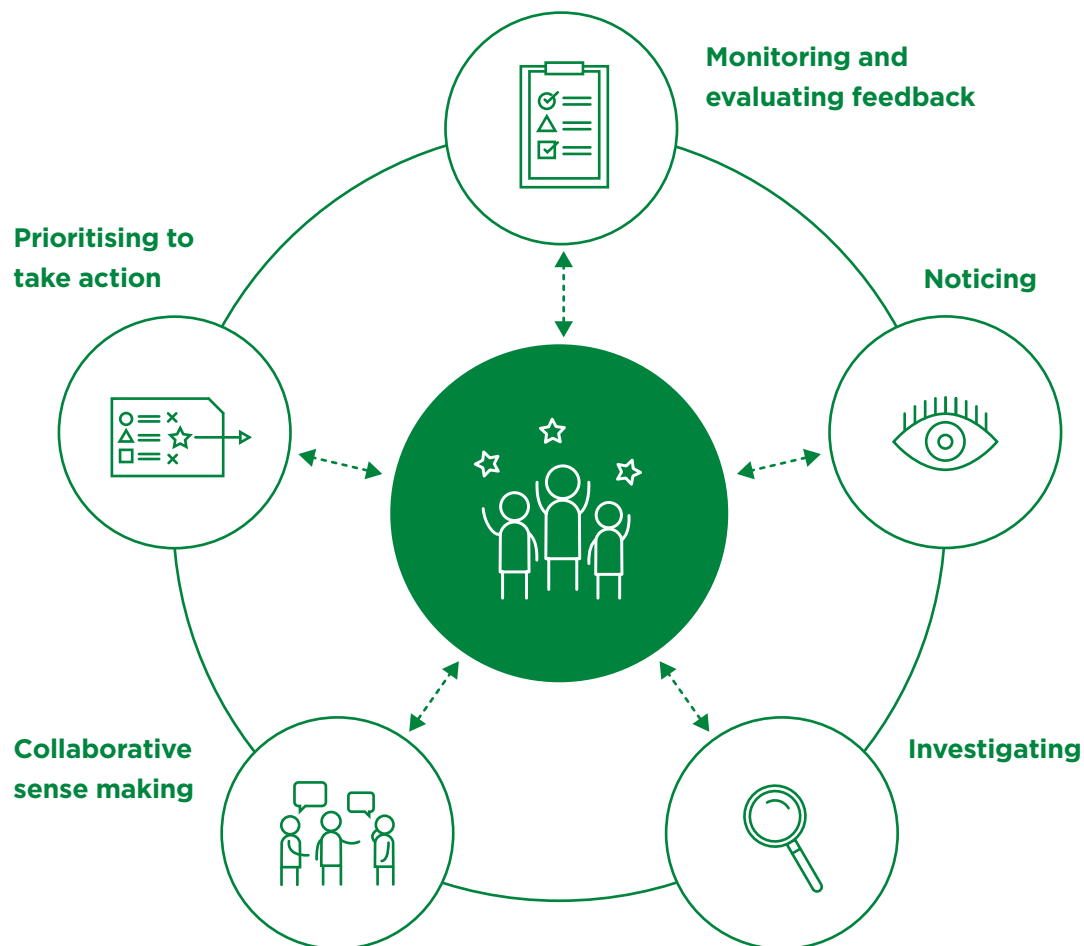 Monitoring and
evaluating feedback
Prioritising to
take action
Noticing
Collaborative
sense making
Investigating